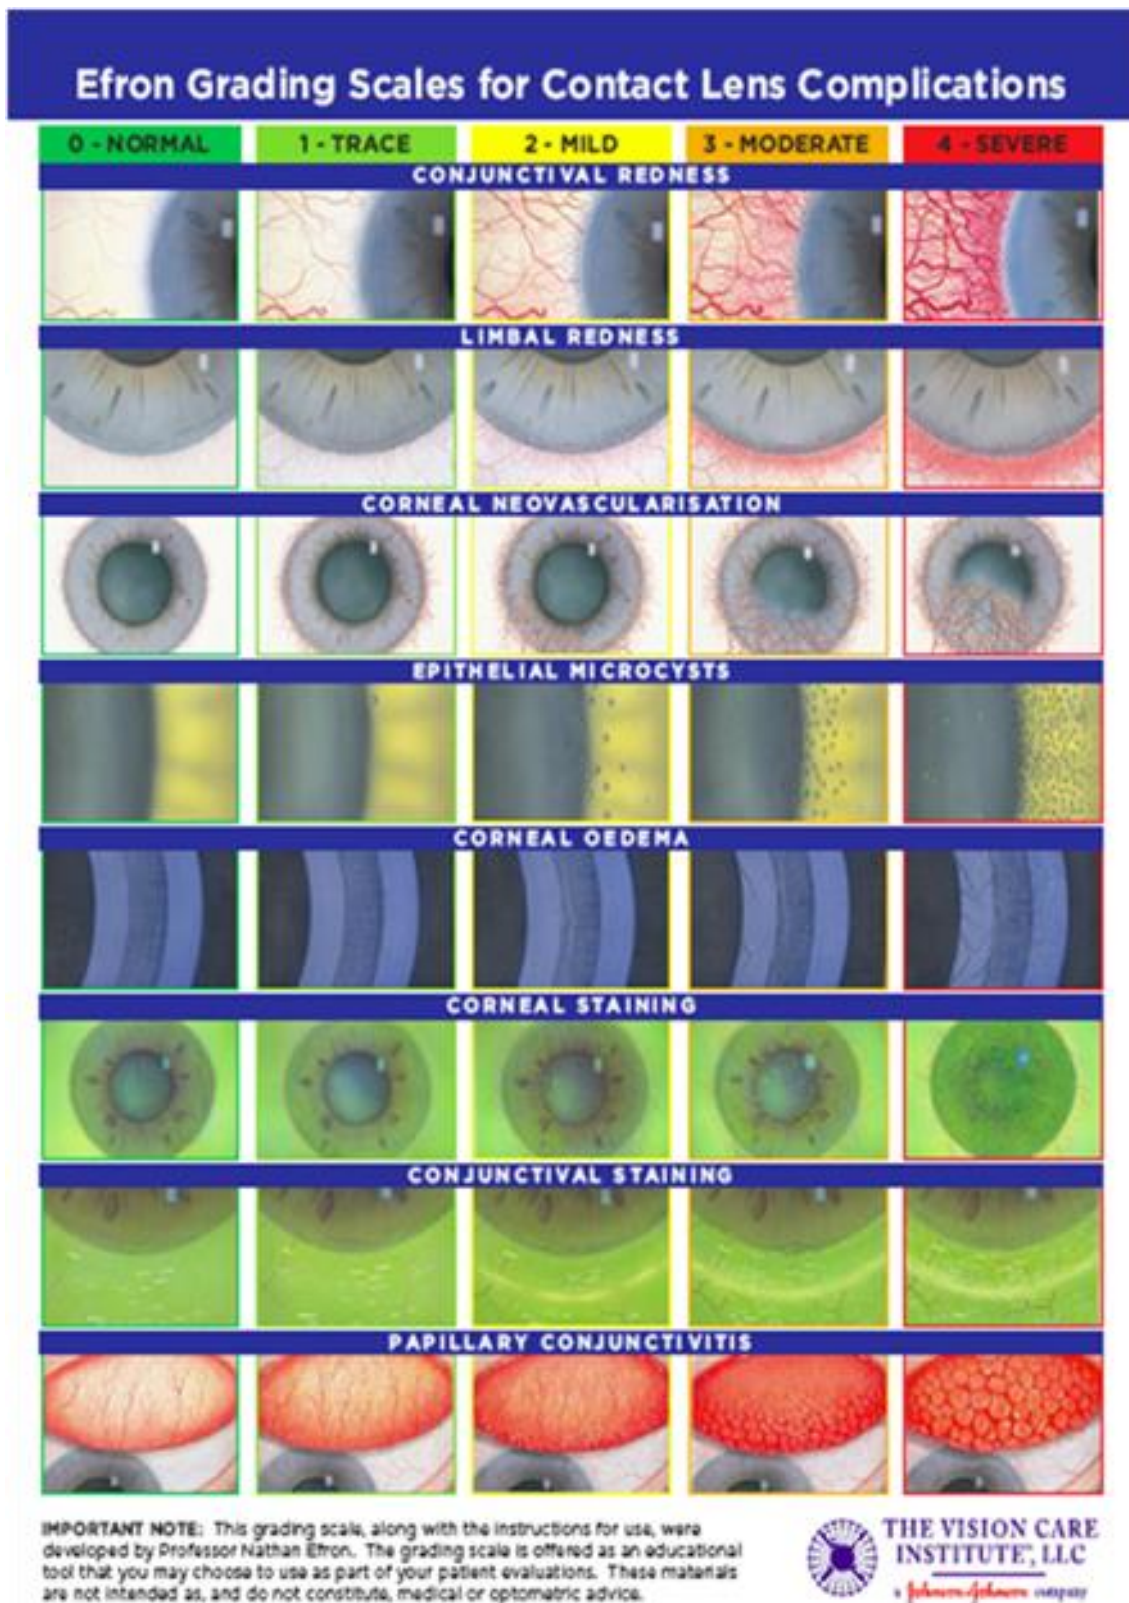 Efron Grading Scales for Contact Lens Complications
0 - NORMAL 1 - TRACE 2 - MILD 3 - MODERATE 4 - SEVERE
CONJUNCTIVAL REDNESS
LIMBAL REDNESS
CORNEAL NEOVASCULARISATION
EPITHELIAL MICROCYSTS
CORNEAL OEDEMA
CORNEAL STAINING
CONJUNCTIVAL STAINING
PAPILLARY CONJUNCTIVITIS
IMPORTANT NOTE: This grading scale, along with the instructions for use, were
developed by Professor Nathan Efron. The grading scale is offered as an educational
tool that you may choose to use as part of your patient evaluations. These materials
are not intended as, and do not constitute, medical or optometric advice.
THE VISION CARE
INSTITUTE™, LLC
a Johnson & Johnson company